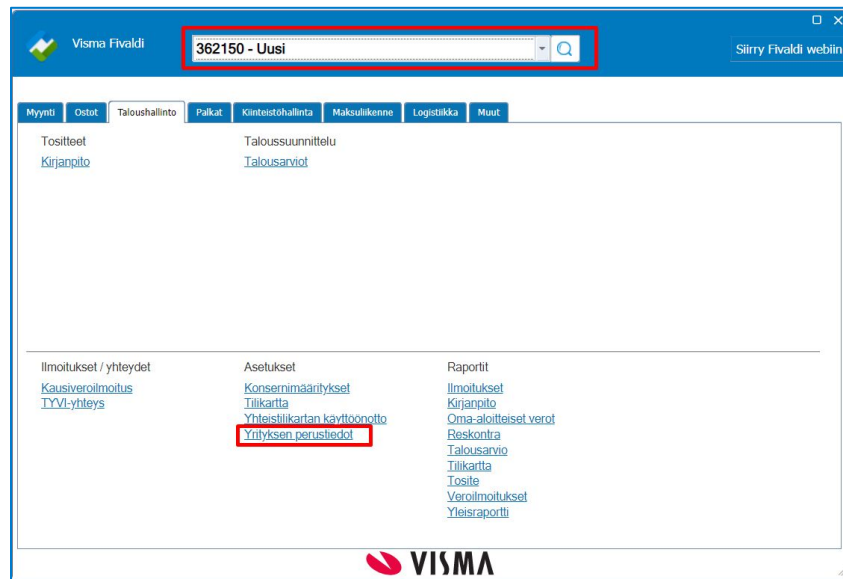 Visma Fivaldi
362150 - Uusi
Siirry Fivaldi webiin
Myynti Ostot Taloushallinto Palkat Kiinteistöhallinta Maksuliikenne Logistiikka Muut
Tositteet
Kirjanpito
Taloussuunnittelu
Talousarviot
Ilmoitukset / yhteydet
Kausiveroilmoitus
TYVI-yhteys
Asetukset
Konsernimääritykset
Tilikartta
Yhteistilikartan käyttöönotto
Yrityksen perustiedot
Raportit
Ilmoitukset
Kirjanpito
Oma-aloitteiset verot
Reskontra
Talousarvio
Tilikartta
Tosite
Veroilmoitukset
Yleisraportti
VISMA